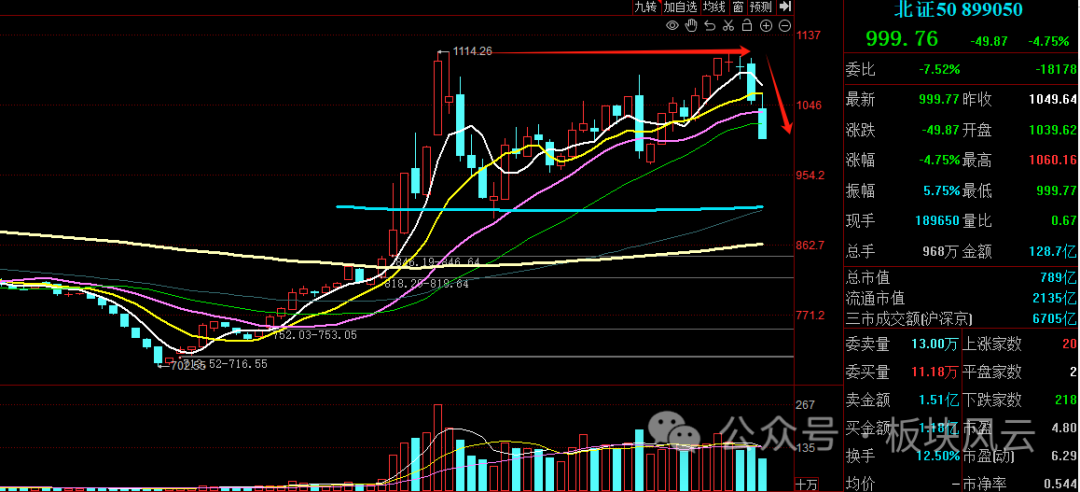 九转 加自选 均线 窗 预测
1137
1114.26
1046
954.2
862.7
846.19-846.64
818.20-818.64
771.2
752.03-753.05
713.52-716.55
702.55
267
135
十万
北证50 899050
999.76 -49.87 -4.75%
委比 -7.52% -18178
最新 999.77 昨收 1049.64
涨跌 -49.87 开盘 1039.62
涨幅 -4.75% 最高 1060.16
振幅 5.75% 最低 999.77
现手 189650 量比 0.67
总手 968万 金额 128.7亿
总市值 789亿
流通市值 2135亿
三市成交额(沪深京) 6705亿
委卖量 13.00万 上涨家数 20
委买量 11.18万 平盘家数 2
卖金额 1.51亿 下跌家数 218
买金额 1.18亿 市盈 4.80
换手 12.50% 市盈(动) 6.29
均价 — 市净率 0.544
公众号·板块风云